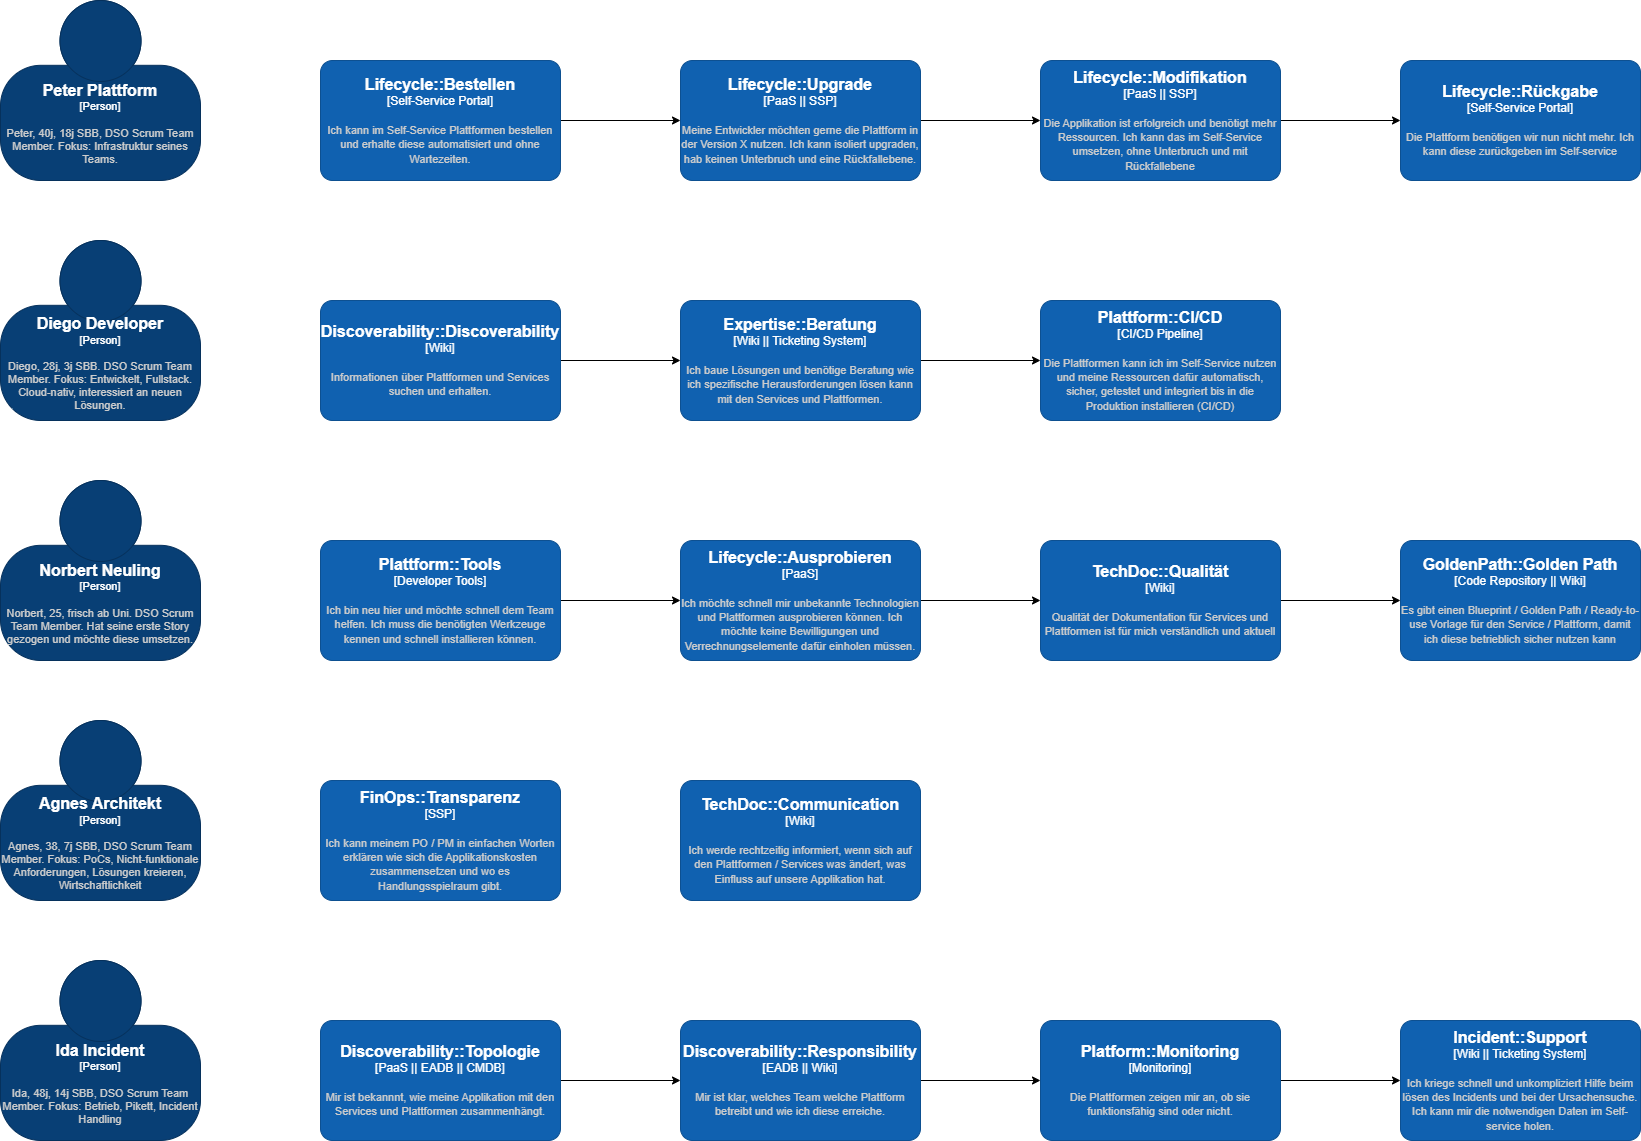 Peter Plattform
[Person]
Peter, 40j, 18j SBB, DSO Scrum Team
Member. Fokus: Infrastruktur seines
Teams.
Lifecycle::Bestellen
[Self-Service Portal]
Ich kann im Self-Service Plattformen bestellen
und erhalte diese automatisiert und ohne
Wartezeiten.
Lifecycle::Upgrade
[PaaS || SSP]
Meine Entwickler möchten gerne die Plattform in
der Version X nutzen. Ich kann isoliert upgraden,
hab keinen Unterbruch und eine Rückfallebene.
Lifecycle::Modifikation
[PaaS || SSP]
Die Applikation ist erfolgreich und benötigt mehr
Ressourcen. Ich kann das im Self-Service
umsetzen, ohne Unterbruch und mit
Rückfallebene
Lifecycle::Rückgabe
[Self-Service Portal]
Die Plattform benötigen wir nun nicht mehr. Ich
kann diese zurückgeben im Self-service
Diego Developer
[Person]
Diego, 28j, 3j SBB. DSO Scrum Team
Member. Fokus: Entwickelt, Fullstack.
Cloud-nativ, interessiert an neuen
Lösungen.
Discoverability::Discoverability
[Wiki]
Informationen über Plattformen und Services
suchen und erhalten.
Expertise::Beratung
[Wiki || Ticketing System]
Ich baue Lösungen und benötige Beratung wie
ich spezifische Herausforderungen lösen kann
mit den Services und Plattformen.
Plattform::CI/CD
[CI/CD Pipeline]
Die Plattformen kann ich im Self-Service nutzen
und meine Ressourcen dafür automatisch,
sicher, getestet und integriert bis in die
Produktion installieren (CI/CD)
Norbert Neuling
[Person]
Norbert, 25, frisch ab Uni. DSO Scrum
Team Member. Hat seine erste Story
gezogen und möchte diese umsetzen.
Plattform::Tools
[Developer Tools]
Ich bin neu hier und möchte schnell dem Team
helfen. Ich muss die benötigten Werkzeuge
kennen und schnell installieren können.
Lifecycle::Ausprobieren
[PaaS]
Ich möchte schnell mir unbekannte Technologien
und Plattformen ausprobieren können. Ich
möchte keine Bewilligungen und
Verrechnungselemente dafür einholen müssen.
TechDoc::Qualität
[Wiki]
Qualität der Dokumentation für Services und
Plattformen ist für mich verständlich und aktuell
GoldenPath::Golden Path
[Code Repository || Wiki]
Es gibt einen Blueprint / Golden Path / Ready-to-
use Vorlage für den Service / Plattform, damit
ich diese betrieblich sicher nutzen kann
Agnes Architekt
[Person]
Agnes, 38, 7j SBB, DSO Scrum Team
Member. Fokus: PoCs, Nicht-funktionale
Anforderungen, Lösungen kreieren,
Wirtschaftlichkeit
FinOps::Transparenz
[SSP]
Ich kann meinem PO / PM in einfachen Worten
erklären wie sich die Applikationskosten
zusammensetzen und wo es
Handlungsspielraum gibt.
TechDoc::Communication
[Wiki]
Ich werde rechtzeitig informiert, wenn sich auf
den Plattformen / Services was ändert, was
Einfluss auf unsere Applikation hat.
Ida Incident
[Person]
Ida, 48j, 14j SBB, DSO Scrum Team
Member. Fokus: Betrieb, Pikett, Incident
Handling
Discoverability::Topologie
[PaaS || EADB || CMDB]
Mir ist bekannnt, wie meine Applikation mit den
Services und Plattformen zusammenhängt.
Discoverability::Responsibility
[EADB || Wiki]
Mir ist klar, welches Team welche Plattform
betreibt und wie ich diese erreiche.
Platform::Monitoring
[Monitoring]
Die Plattformen zeigen mir an, ob sie
funktionsfähig sind oder nicht.
Incident::Support
[Wiki || Ticketing System]
Ich kriege schnell und unkompliziert Hilfe beim
lösen des Incidents und bei der Ursachensuche.
Ich kann mir die notwendigen Daten im Self-
service holen.